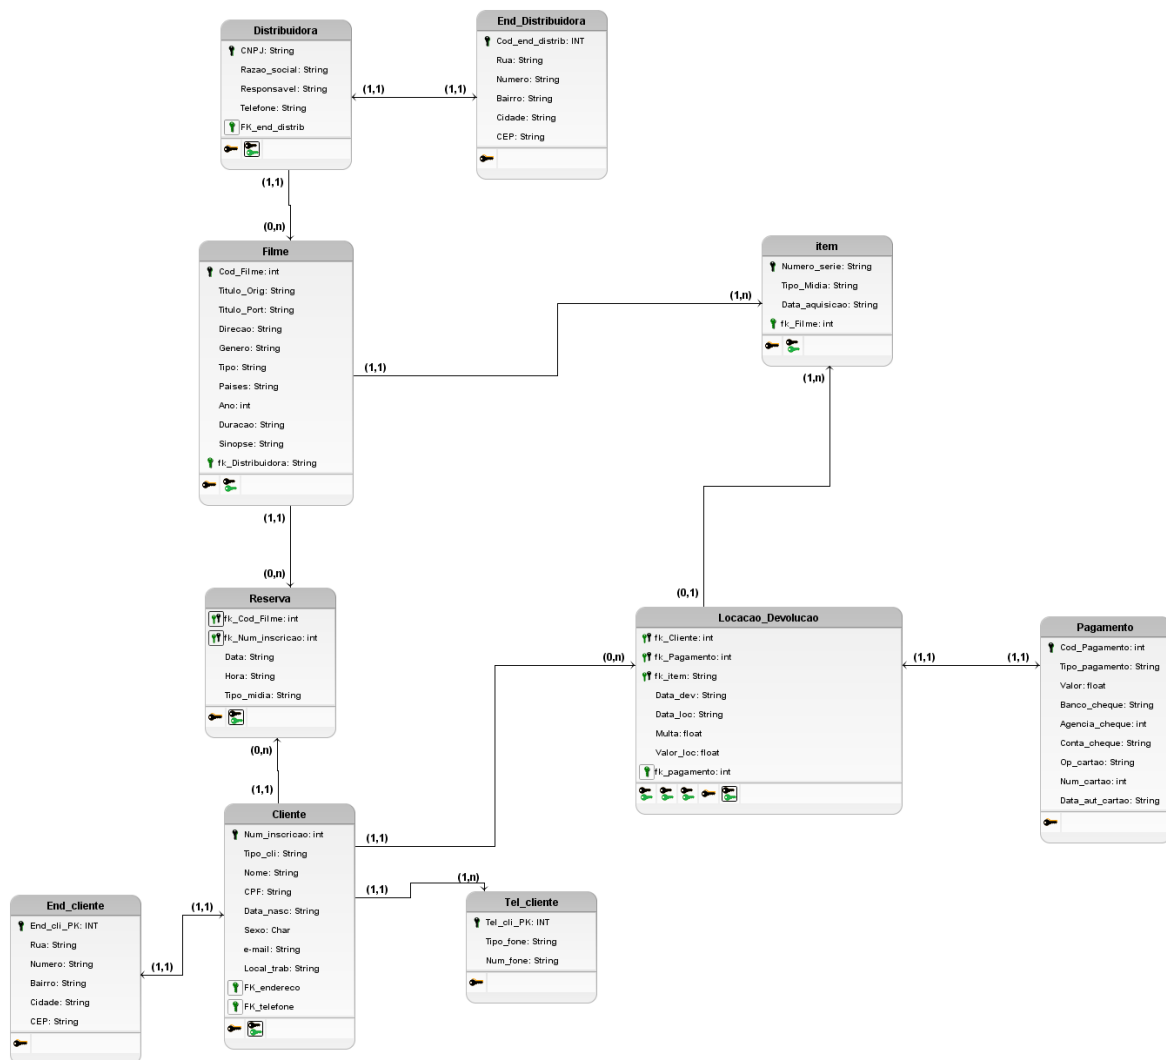 Distribuidora
CNPJ: String
Razao_social: String
Responsavel: String
Telefone: String
FK_end_distrib
End_Distribuidora
Cod_end_distrib: INT
Rua: String
Numero: String
Bairro: String
Cidade: String
CEP: String
(1,1)
(1,1)
(1,1)
(0,n)
Filme
Cod_Filme: int
Titulo_Orig: String
Titulo_Port: String
Direcao: String
Genero: String
Tipo: String
Paises: String
Ano: int
Duracao: String
Sinopse: String
fk_Distribuidora: String
item
Numero_serie: String
Tipo_Midia: String
Data_aquisicao: String
fk_Filme: int
(1,n)
(1,1)
(1,n)
(1,1)
(0,n)
(0,1)
Reserva
fk_Cod_Filme: int
fk_Num_inscricao: int
Data: String
Hora: String
Tipo_midia: String
Locacao_Devolucao
fk_Cliente: int
fk_Pagamento: int
fk_item: String
Data_dev: String
Data_loc: String
Multa: float
Valor_loc: float
fk_pagamento: int
Pagamento
Cod_Pagamento: int
Tipo_pagamento: String
Valor: float
Banco_cheque: String
Agencia_cheque: int
Conta_cheque: String
Op_cartao: String
Num_cartao: int
Data_aut_cartao: String
(0,n)
(1,1)
(1,1)
(0,n)
(1,1)
Cliente
Num_inscricao: int
Tipo_cli: String
Nome: String
CPF: String
Data_nasc: String
Sexo: Char
e-mail: String
Local_trab: String
FK_endereco
FK_telefone
(1,1)
(1,1)
(1,n)
(1,1)
(1,1)
End_cliente
End_cli_PK: INT
Rua: String
Numero: String
Bairro: String
Cidade: String
CEP: String
Tel_cliente
Tel_cli_PK: INT
Tipo_fone: String
Num_fone: String